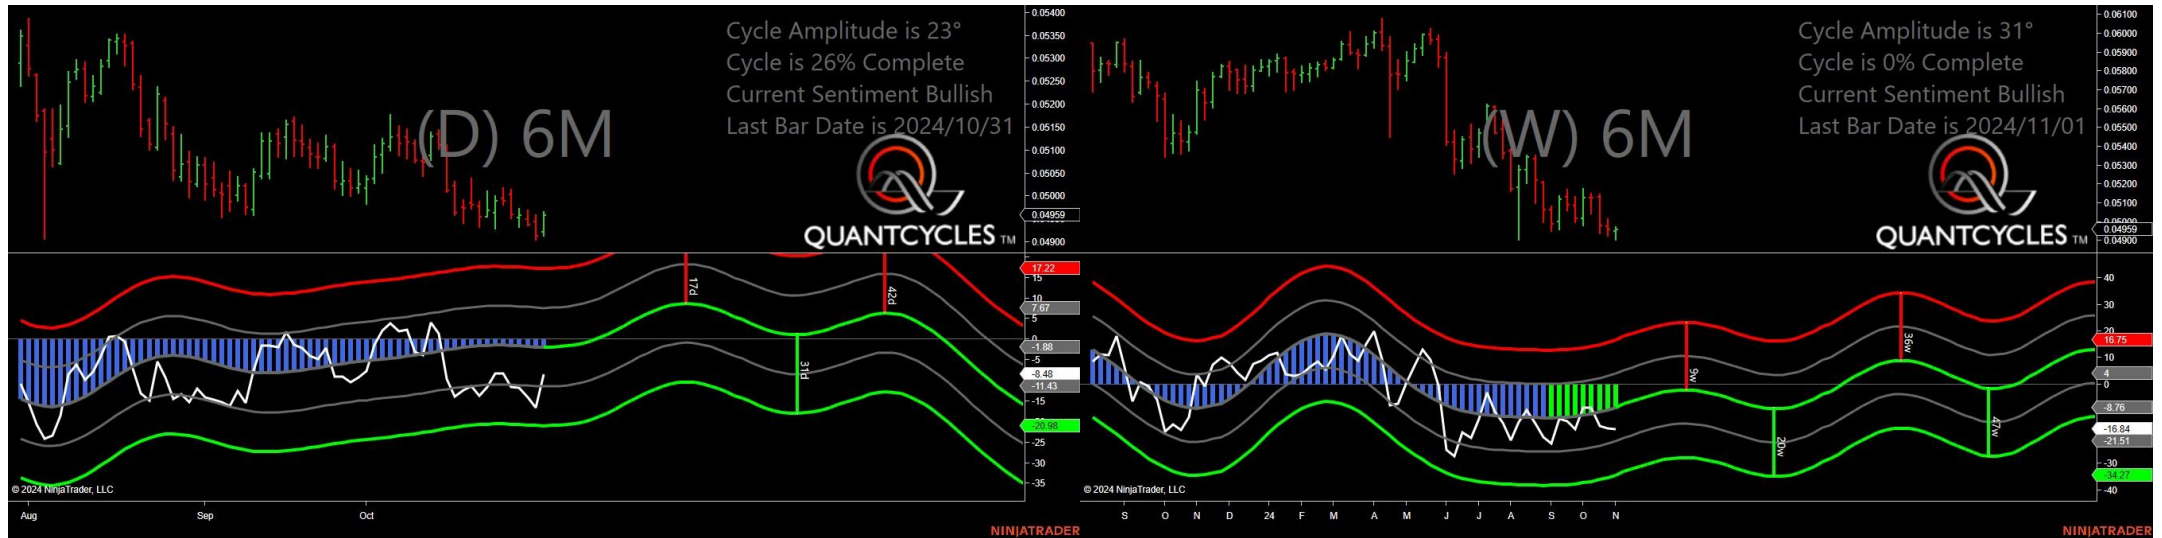 Cycle Amplitude is 23°
Cycle is 26% Complete
Current Sentiment Bullish
Last Bar Date is 2024/10/31
(D) 6M
QUANTCYCLES TM
0.05400
0.05350
0.05300
0.05250
0.05200
0.05150
0.05100
0.05050
0.05000
0.04959
0.04900
17.22
15
10
7.67
5
0
-1.88
-5
-8.48
-11.43
-15
-20.98
-25
-30
-35
17d
42d
31d
© 2024 NinjaTrader, LLC
Aug Sep Oct
NINJATRADER
Cycle Amplitude is 31°
Cycle is 0% Complete
Current Sentiment Bullish
Last Bar Date is 2024/11/01
(W) 6M
QUANTCYCLES TM
0.06100
0.06000
0.05900
0.05800
0.05700
0.05600
0.05500
0.05400
0.05300
0.05200
0.05100
0.04959
0.04900
40
30
20
16.75
10
4
0
-8.76
-16.84
-21.51
-30
-34.27
-40
9w
36w
20w
47w
© 2024 NinjaTrader, LLC
S O N D 24 F M A M J J A S O N
NINJATRADER